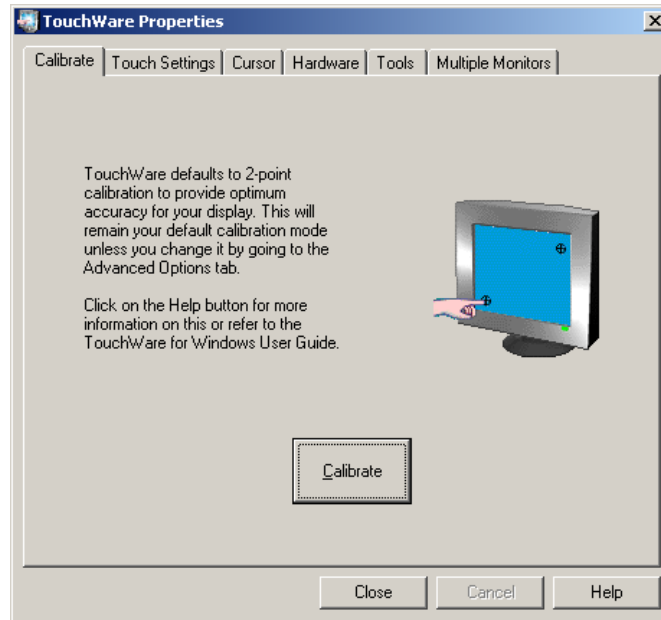 TouchWare Properties
Calibrate Touch Settings Cursor Hardware Tools Multiple Monitors
TouchWare defaults to 2-point
calibration to provide optimum
accuracy for your display. This will
remain your default calibration mode
unless you change it by going to the
Advanced Options tab.
Click on the Help button for more
information on this or refer to the
TouchWare for Windows User Guide.
Calibrate
Close Cancel Help